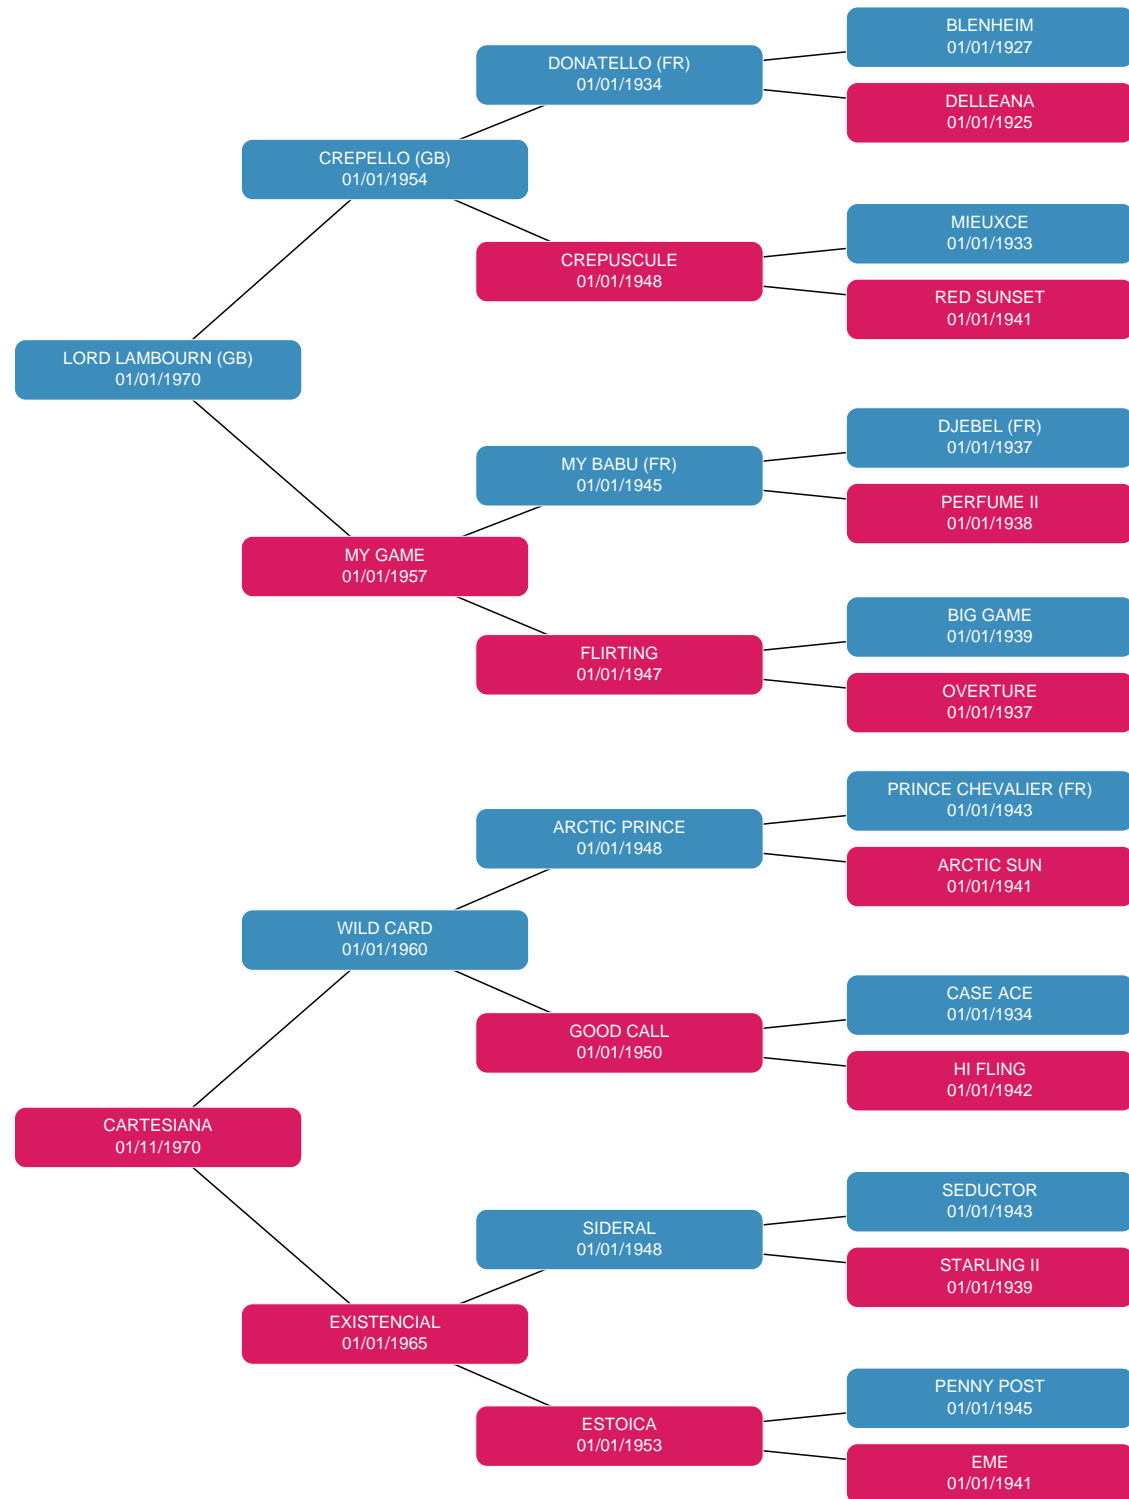 BLENHEIM
01/01/1927
DONATELLO (FR)
01/01/1934
DELLEANA
01/01/1925
CREPELLO (GB)
01/01/1954
MIEUXCE
01/01/1933
CREPUSCULE
01/01/1948
RED SUNSET
01/01/1941
LORD LAMBOURN (GB)
01/01/1970
DJEBEL (FR)
01/01/1937
MY BABU (FR)
01/01/1945
PERFUME II
01/01/1938
MY GAME
01/01/1957
BIG GAME
01/01/1939
FLIRTING
01/01/1947
OVERTURE
01/01/1937
PRINCE CHEVALIER (FR)
01/01/1943
ARCTIC PRINCE
01/01/1948
ARCTIC SUN
01/01/1941
WILD CARD
01/01/1960
CASE ACE
01/01/1934
GOOD CALL
01/01/1950
HI FLING
01/01/1942
CARTESIANA
01/11/1970
SEDUCTOR
01/01/1943
SIDERAL
01/01/1948
STARLING II
01/01/1939
EXISTENCIAL
01/01/1965
PENNY POST
01/01/1945
ESTOICA
01/01/1953
EME
01/01/1941